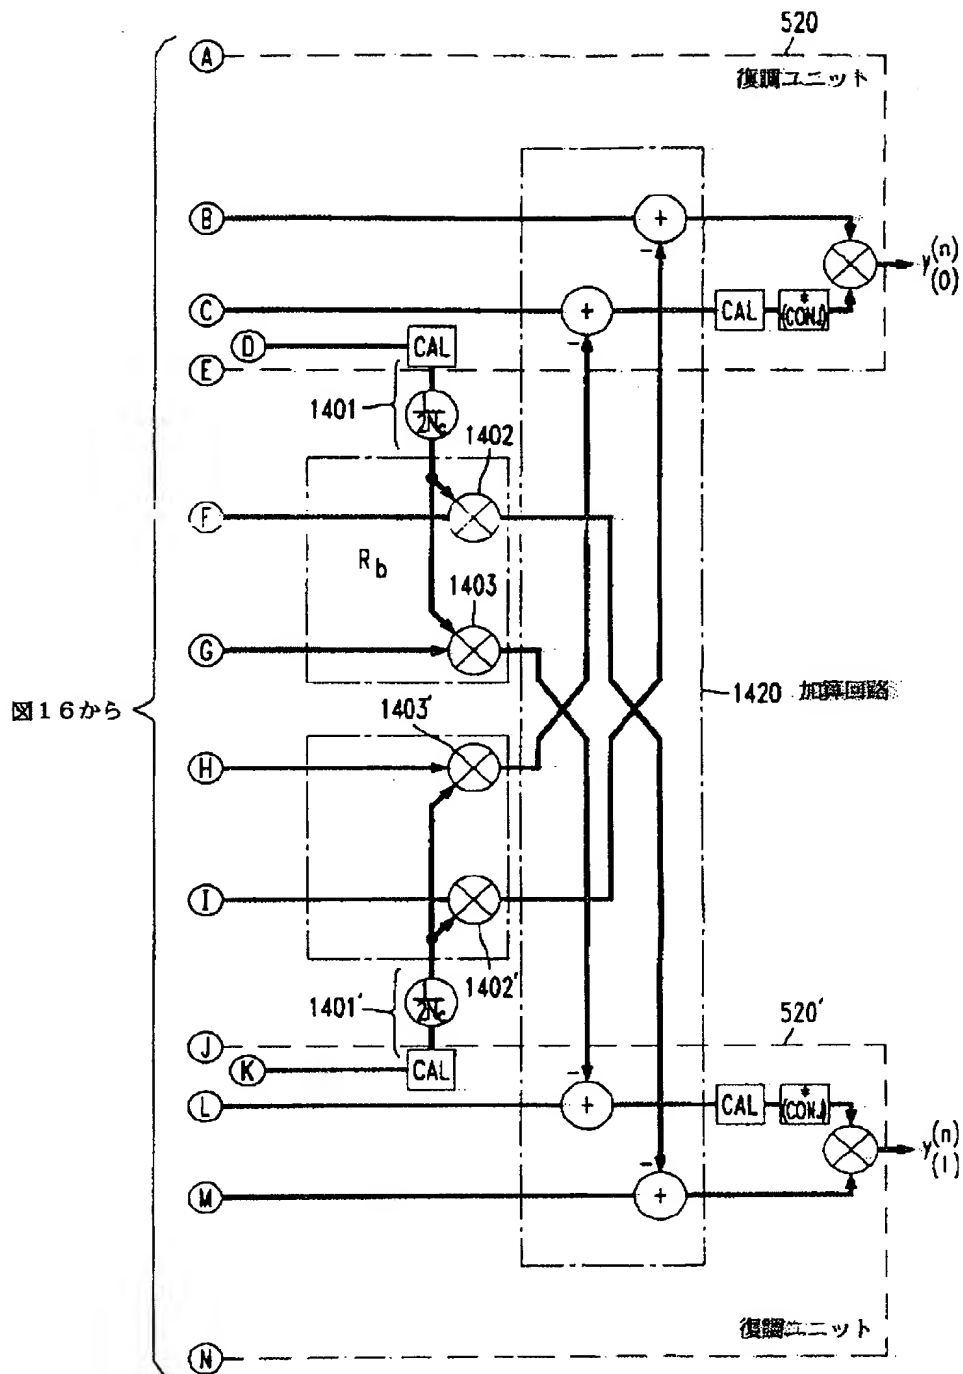 520
A
復調ユニット
B
+
-
y(n)
(0)
C
+
-
CAL
*
(CONJ)
D
CAL
E
1401
1
2Nc
1402
F
Rb
1403
G
図16から
1420 加算回路
1403'
H
I
1402'
1401'
1
2Nc
520'
J
K
CAL
L
-
+
CAL
*
(CONJ)
y(n)
(1)
M
-
+
復調ユニット
N